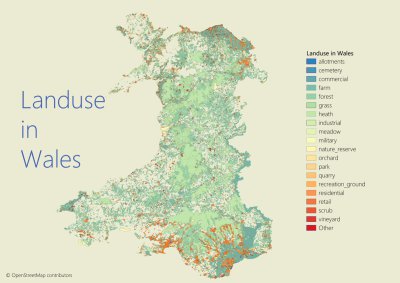 Landuse
in
Wales
Landuse in Wales
allotments
cemetery
commercial
farm
forest
grass
heath
industrial
meadow
military
nature_reserve
orchard
park
quarry
recreation_ground
residential
retail
scrub
vineyard
Other
© OpenStreetMap contributors